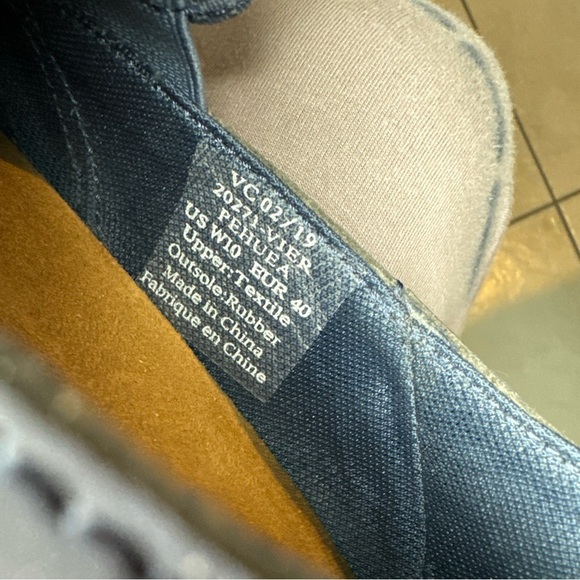 VC 02/19
20271 VIER
PEHUEA
US W10 EUR 40
Upper: Textile
Outsole: Rubber
Made in China
Fabrique en Chine